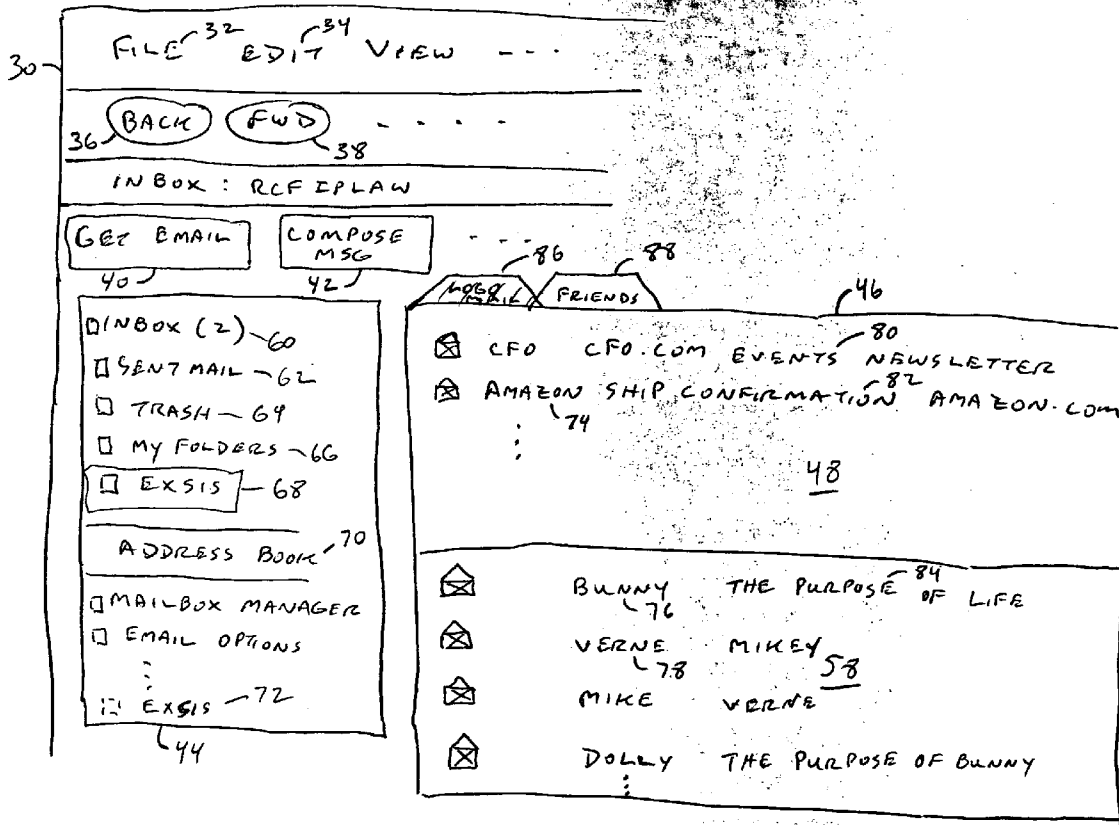 FILE 32 EDIT 34 VIEW ---
30
BACK FWD - - - -
36 38
INBOX : RCFIPLAW
GET EMAIL COMPOSE MSG - - -
40 42
86 88
FRIENDS
46
INBOX (2) 60
SENT MAIL 62
TRASH 64
MY FOLDERS 66
EXSIS 68
ADDRESS BOOK 70
MAILBOX MANAGER
EMAIL OPTIONS
EXSIS 72
44
CFO CFO.COM EVENTS NEWSLETTER
80
AMAZON SHIP CONFIRMATION AMAZON.COM
82
74
48
BUNNY THE PURPOSE OF LIFE
84
76
VERNE MIKEY
78
58
MIKE VERNE
DOLLY THE PURPOSE OF BUNNY